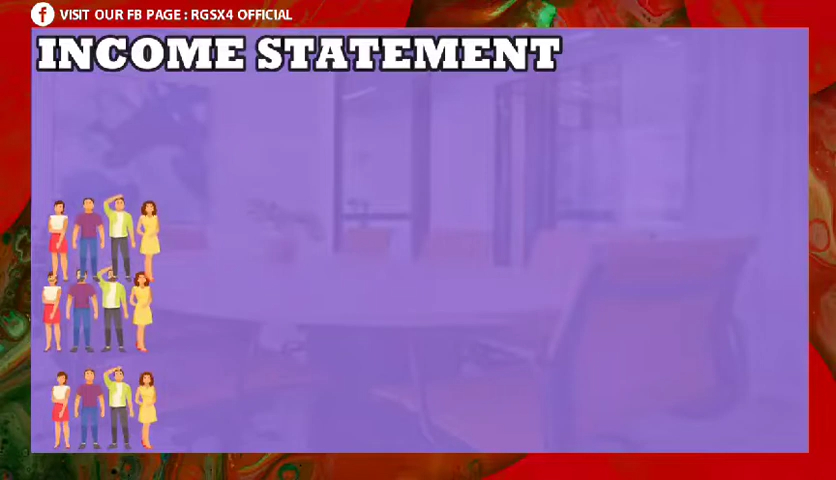 VISIT OUR FB PAGE : RGSX4 OFFICIAL
INCOME STATEMENT